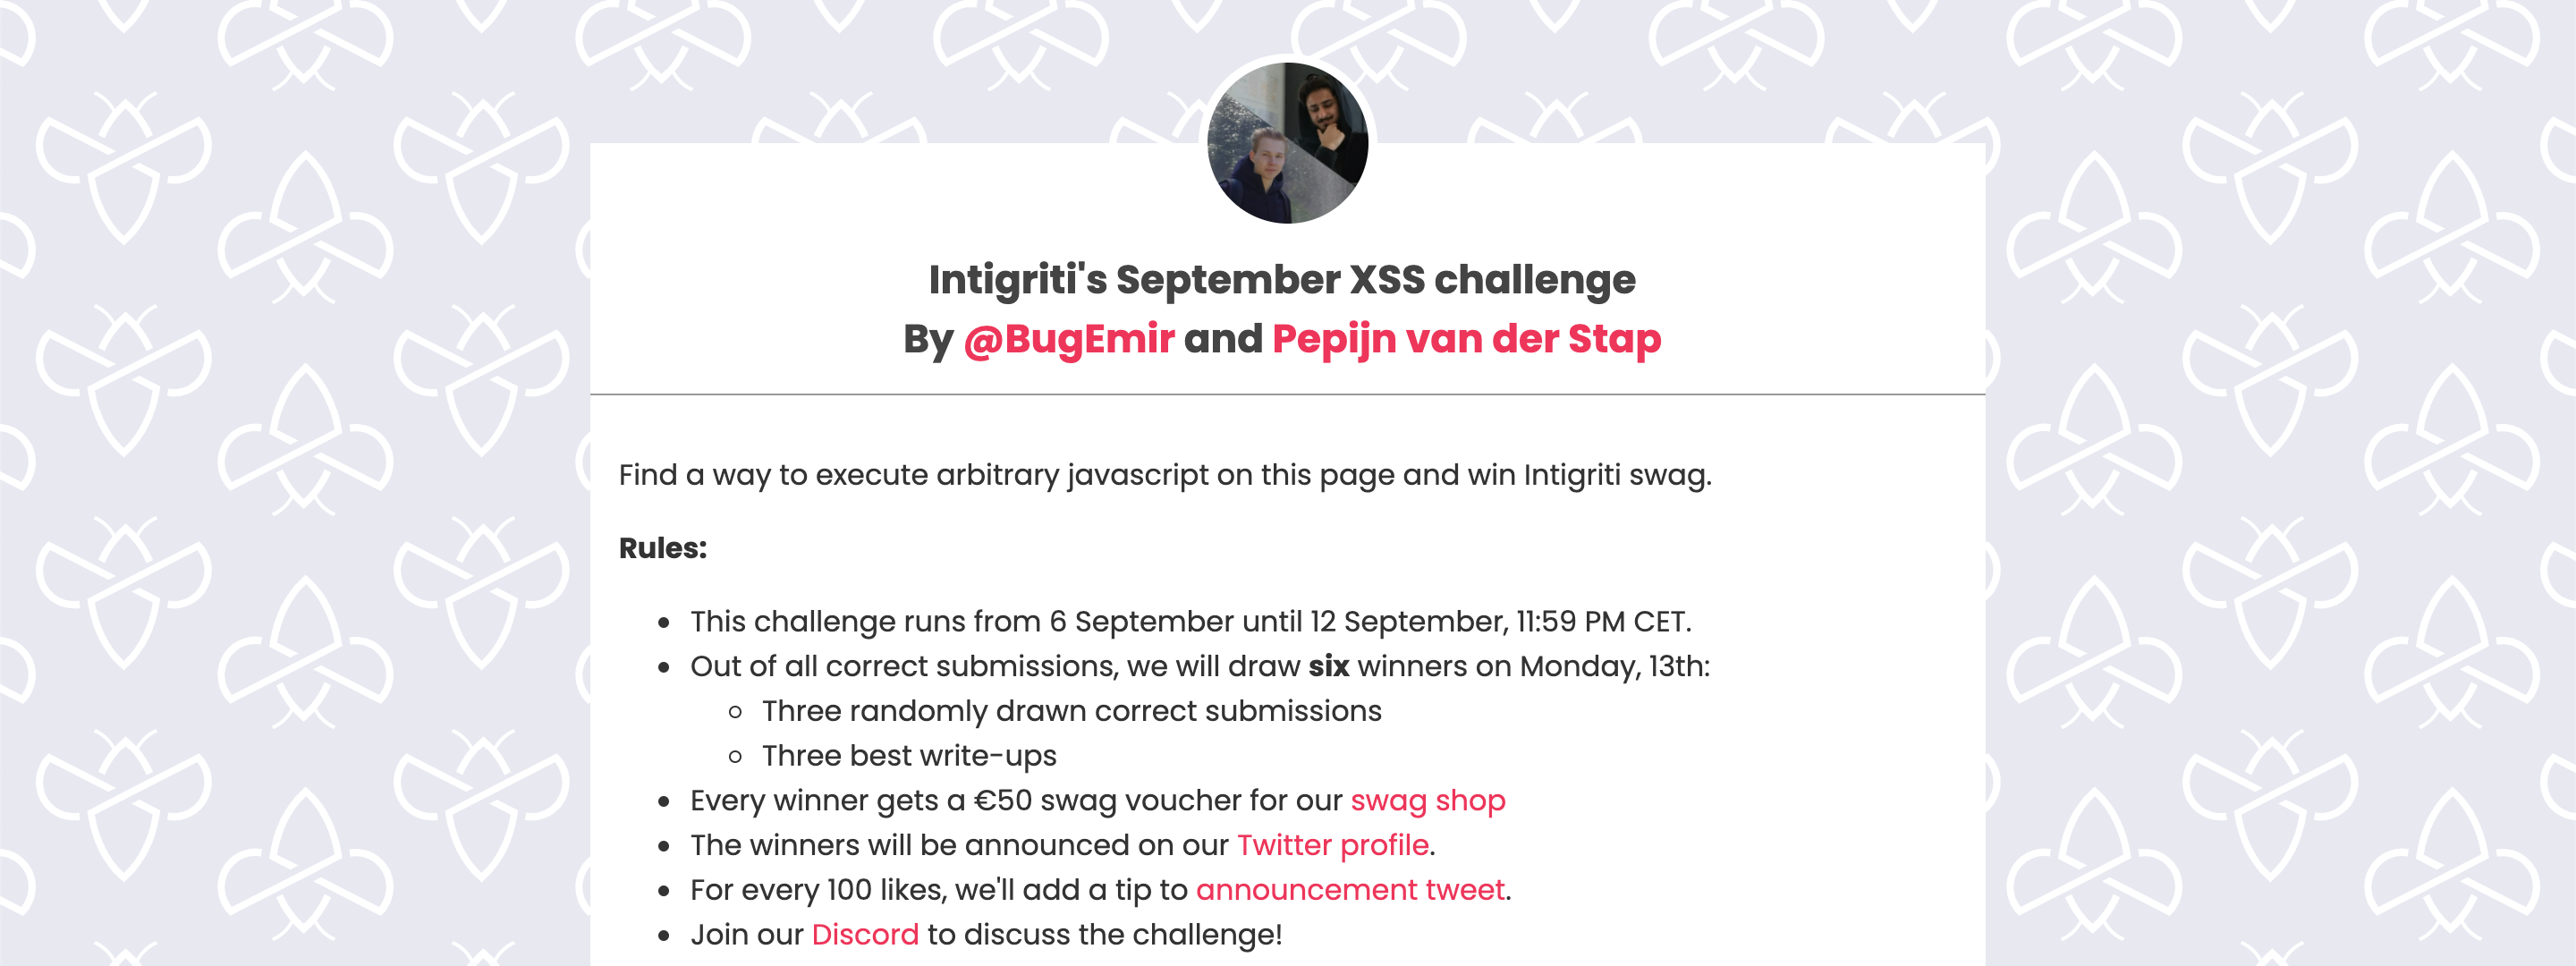 Intigriti's September XSS challenge
By @BugEmir and Pepijn van der Stap
Find a way to execute arbitrary javascript on this page and win Intigriti swag.
Rules:
This challenge runs from 6 September until 12 September, 11:59 PM CET.
Out of all correct submissions, we will draw six winners on Monday, 13th:
Three randomly drawn correct submissions
Three best write-ups
Every winner gets a €50 swag voucher for our swag shop
The winners will be announced on our Twitter profile.
For every 100 likes, we'll add a tip to announcement tweet.
Join our Discord to discuss the challenge!